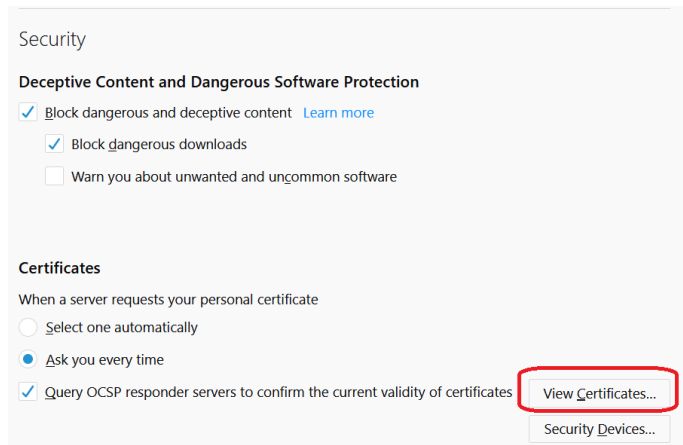 Security
Deceptive Content and Dangerous Software Protection
Block dangerous and deceptive content Learn more
Block dangerous downloads
Warn you about unwanted and uncommon software
Certificates
When a server requests your personal certificate
Select one automatically
Ask you every time
Query OCSP responder servers to confirm the current validity of certificates View Certificates...
Security Devices...